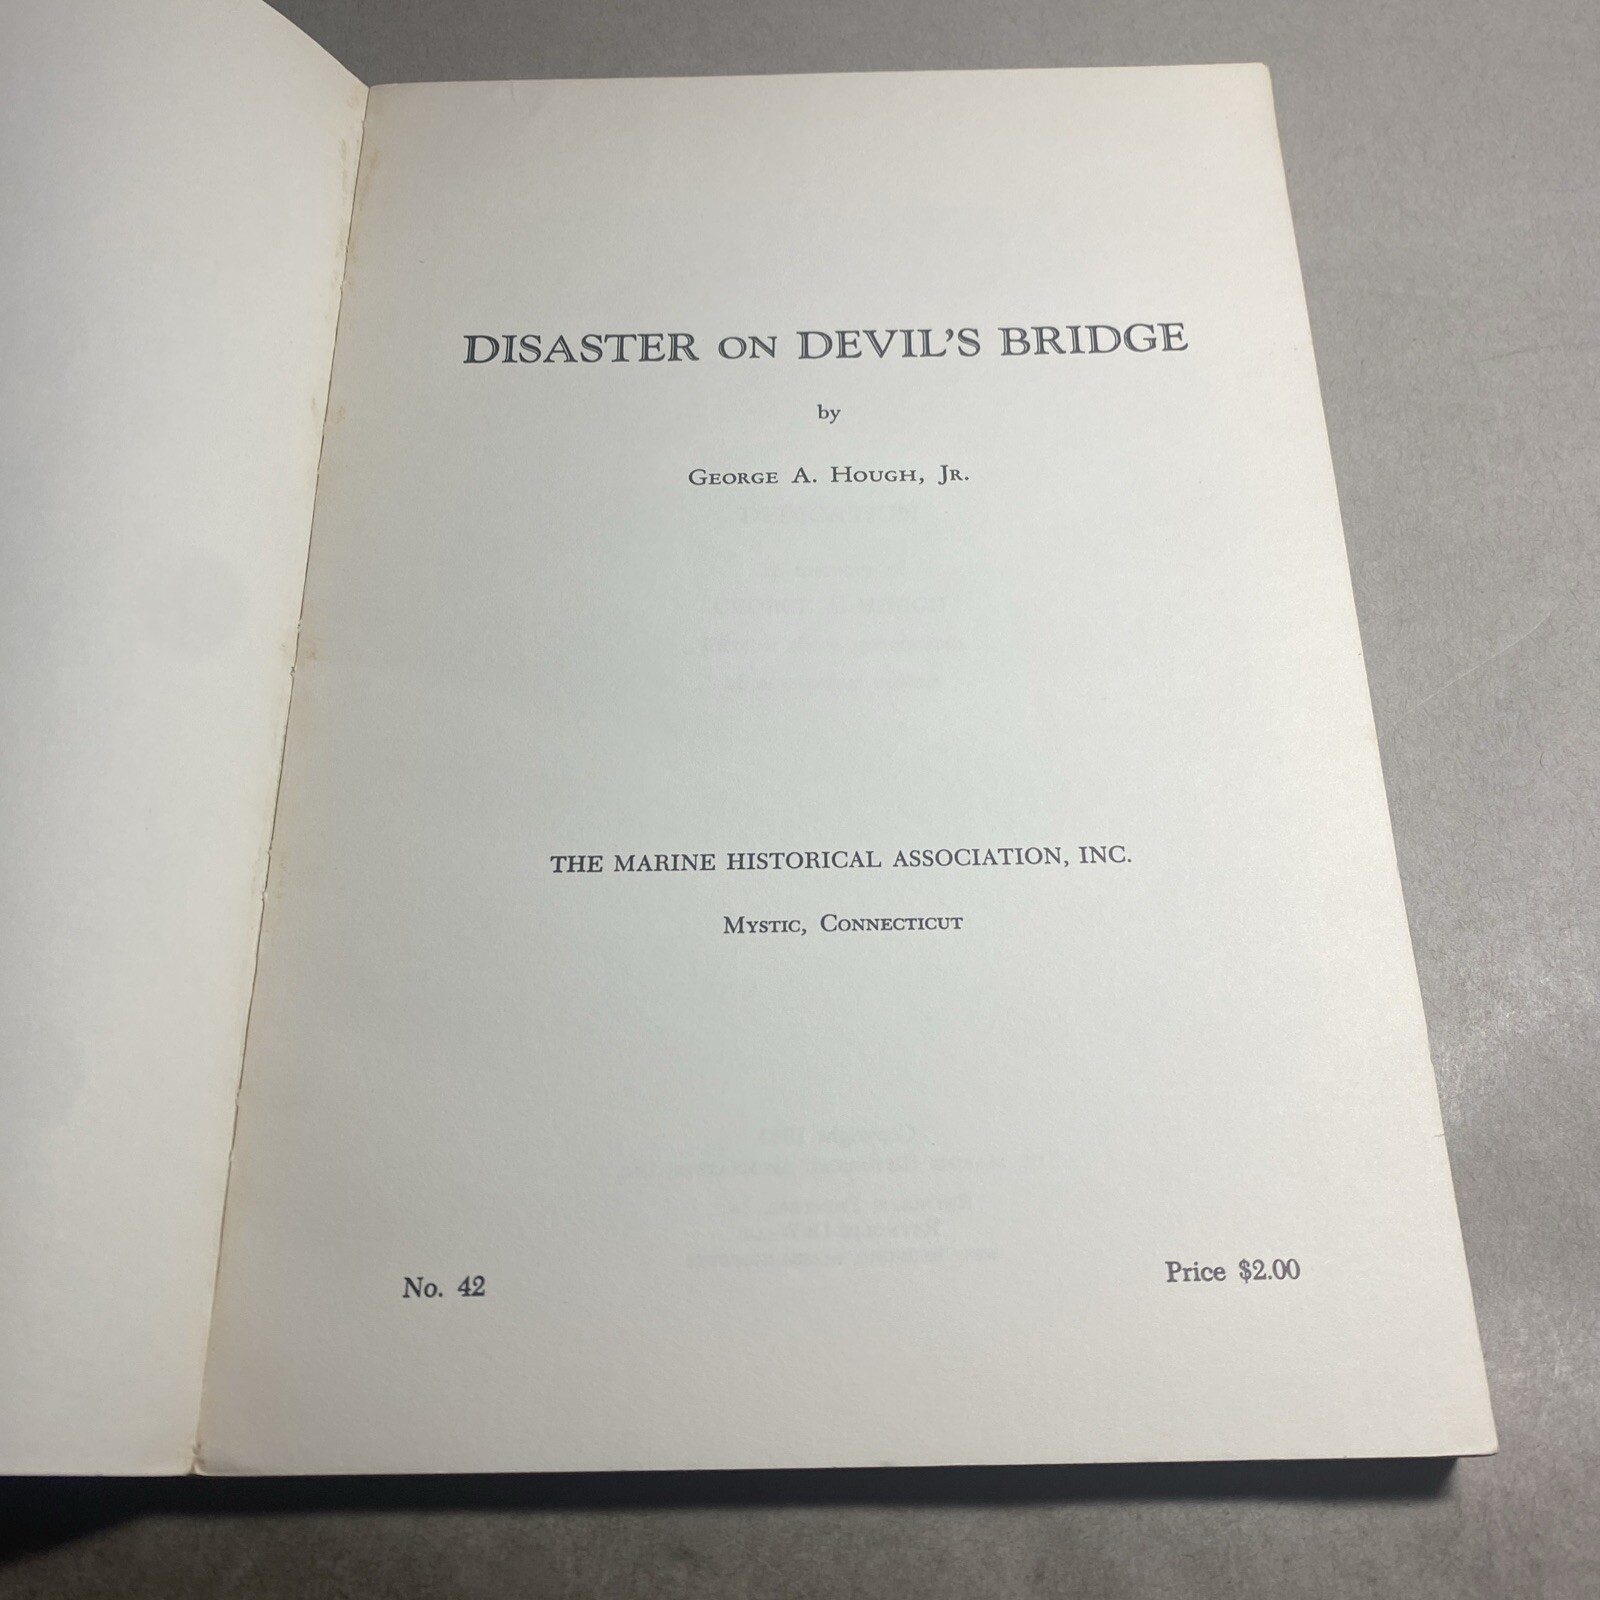 DISASTER ON DEVIL'S BRIDGE
by
GEORGE A. HOUGH, JR.
THE MARINE HISTORICAL ASSOCIATION, INC.
MYSTIC, CONNECTICUT
No. 42
Price $2.00